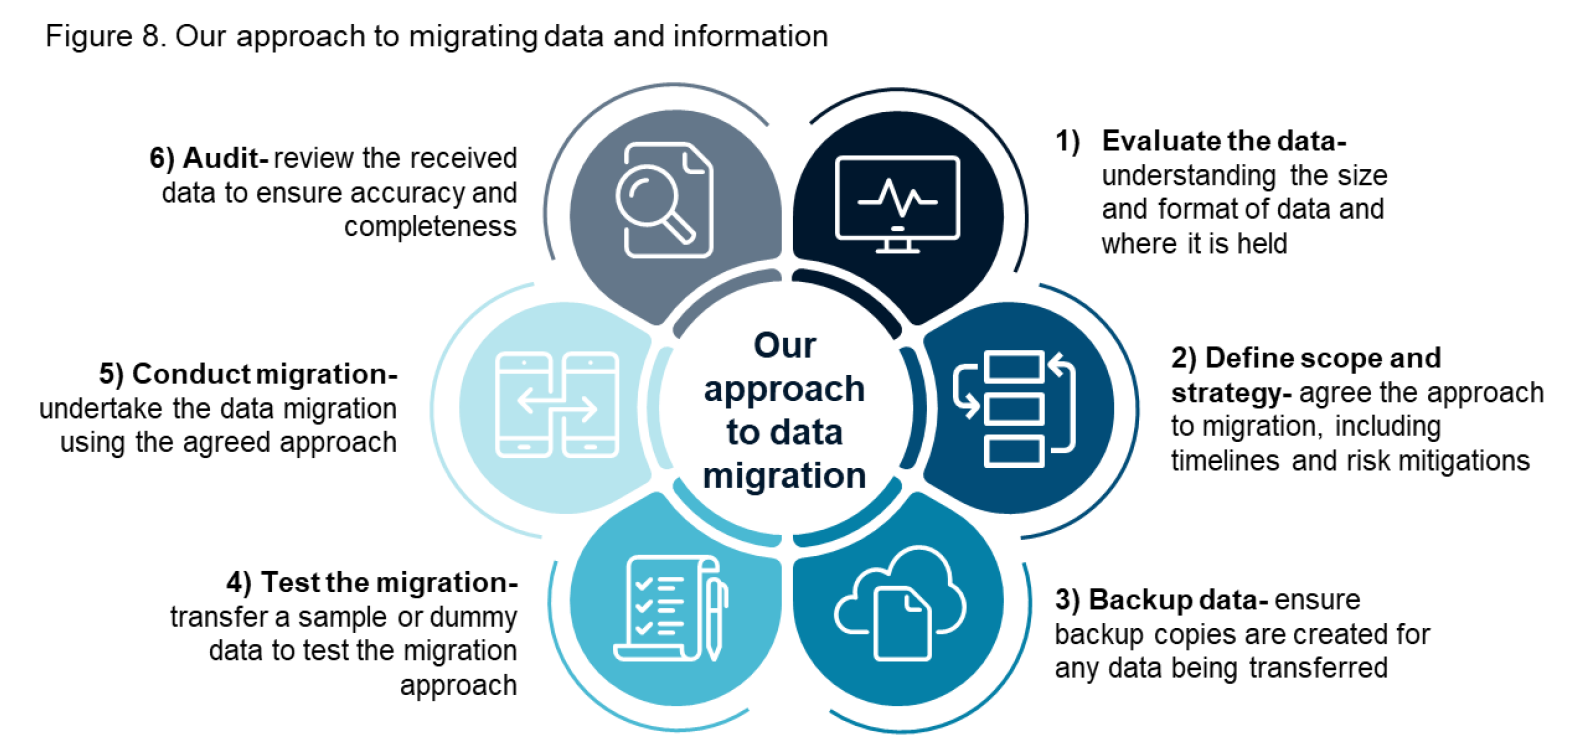 Figure 8. Our approach to migrating data and information
1) Evaluate the data-
understanding the size
and format of data and
where it is held
2) Define scope and
strategy- agree the approach
to migration, including
timelines and risk mitigations
3) Backup data- ensure
backup copies are created for
any data being transferred
4) Test the migration-
transfer a sample or dummy
data to test the migration
approach
5) Conduct migration-
undertake the data migration
using the agreed approach
6) Audit- review the received
data to ensure accuracy and
completeness
Our
approach
to data
migration